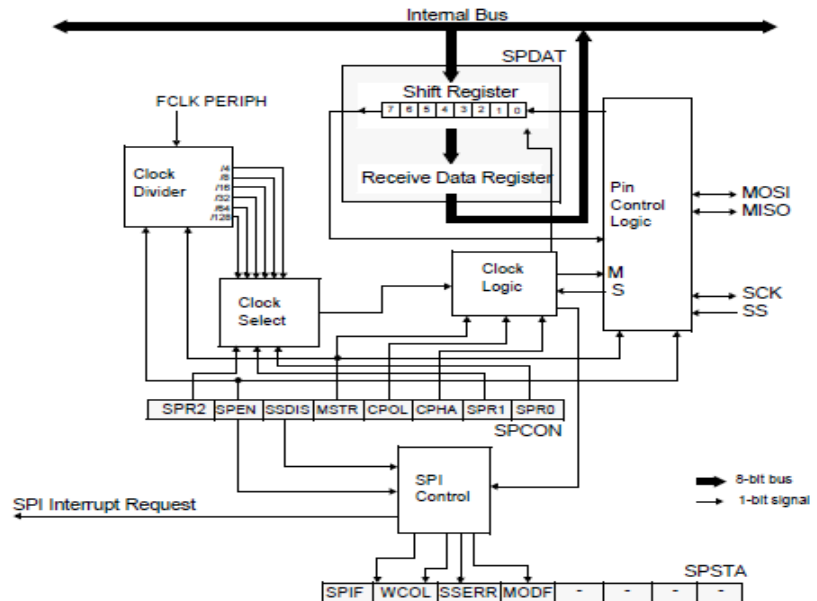 Internal Bus
SPDAT
Shift Register
7 6 5 4 3 2 1 0
FCLK PERIPH
Clock
Divider
/4
/8
/16
/32
/64
/128
Receive Data Register
Pin
Control
Logic
MOSI
MISO
SCK
SS
Clock
Logic
M
S
Clock
Select
SPR2 SPEN SSDIS MSTR CPOL CPHA SPR1 SPR0
SPCON
SPI
Control
SPI Interrupt Request
8-bit bus
1-bit signal
SPSTA
SPIF WCOL SSERR MODF - - - -